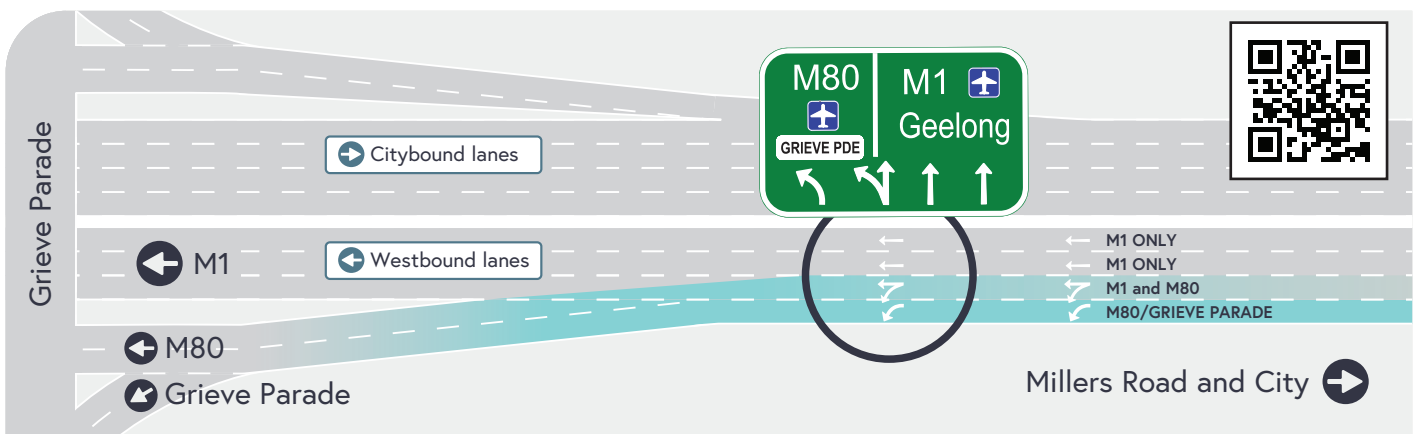 Grieve Parade
Citybound lanes
Westbound lanes
M80
GRIEVE PDE
M1
Geelong
M1 ONLY
M1 ONLY
M1 and M80
M80/GRIEVE PARADE
M1
M80
Grieve Parade
Millers Road and City